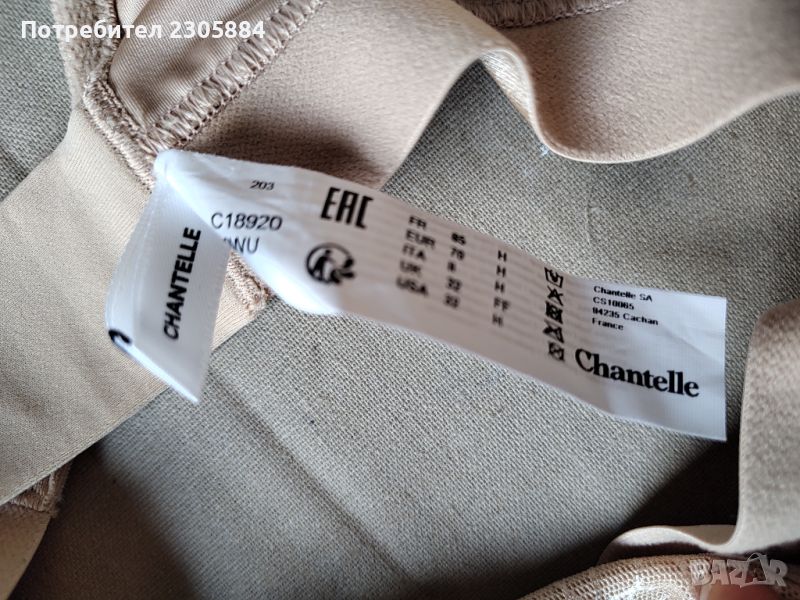 Потребител 2305884
203
C18920
CHANTELLE
EAC
FR 85 H
EUR 70 H
ITA H
UK 32 FF
USA 32 H
Chantelle SA
CS10065
94235 Cachan
France
Chantelle
BAZAR